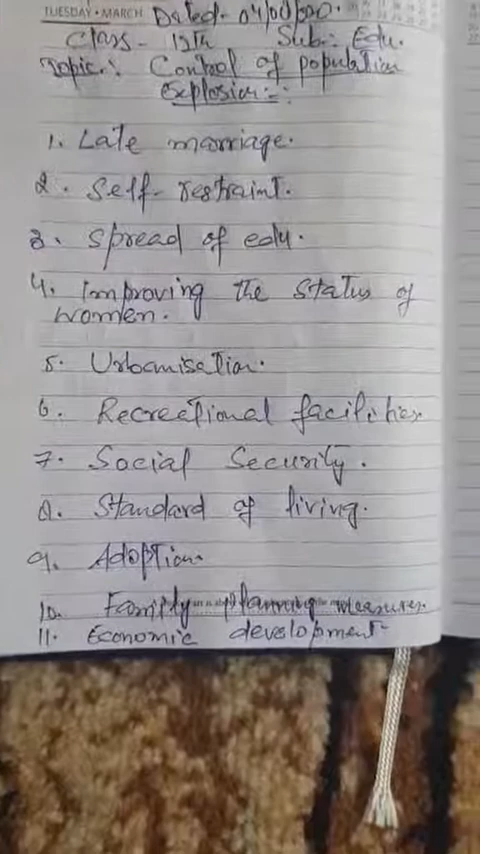 TUESDAY • MARCH Dated-
Class - 12th Sub: Edu.
Topic: Control of population
Explosion:-
1. Late marriage.
2. Self-restraint.
3. Spread of edu.
4. Improving the status of
women.
5. Urbanisation.
6. Recreational facilities
7. Social Security.
8. Standard of living.
9. Adoption.
10. Family planning measures.
11. Economic development